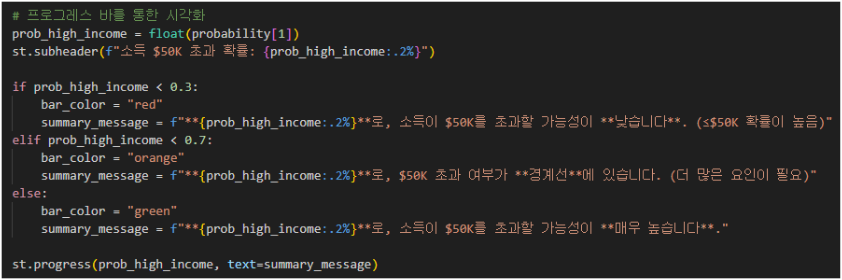 # 프로그레스 바를 통한 시각화
prob_high_income = float(probability[1])
st.subheader(f"소득 $50K 초과 확률: {prob_high_income:.2%}")
if prob_high_income < 0.3:
    bar_color = "red"
    summary_message = f"**{prob_high_income:.2%}**로, 소득이 $50K를 초과할 가능성이 **낮습니다**. (≤$50K 확률이 높음)"
elif prob_high_income < 0.7:
    bar_color = "orange"
    summary_message = f"**{prob_high_income:.2%}**로, $50K 초과 여부가 **경계선**에 있습니다. (더 많은 요인이 필요)"
else:
    bar_color = "green"
    summary_message = f"**{prob_high_income:.2%}**로, 소득이 $50K를 초과할 가능성이 **매우 높습니다**."
st.progress(prob_high_income, text=summary_message)